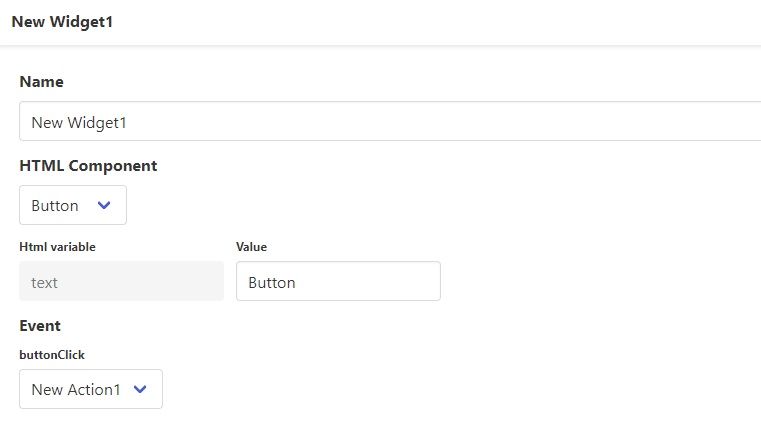 New Widget1
Name
New Widget1
HTML Component
Button
Html variable Value
text Button
Event
buttonClick
New Action1